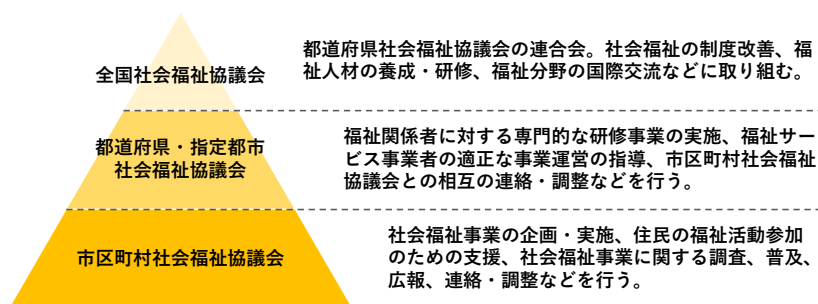 全国社会福祉協議会
都道府県社会福祉協議会の連合会。社会福祉の制度改善、福
祉人材の養成・研修、福祉分野の国際交流などに取り組む。
都道府県・指定都市
社会福祉協議会
福祉関係者に対する専門的な研修事業の実施、福祉サー
ビス事業者の適正な事業運営の指導、市区町村社会福祉
協議会との相互の連絡・調整などを行う。
市区町村社会福祉協議会
社会福祉事業の企画・実施、住民の福祉活動参加
のための支援、社会福祉事業に関する調査、普及、
広報、連絡・調整などを行う。